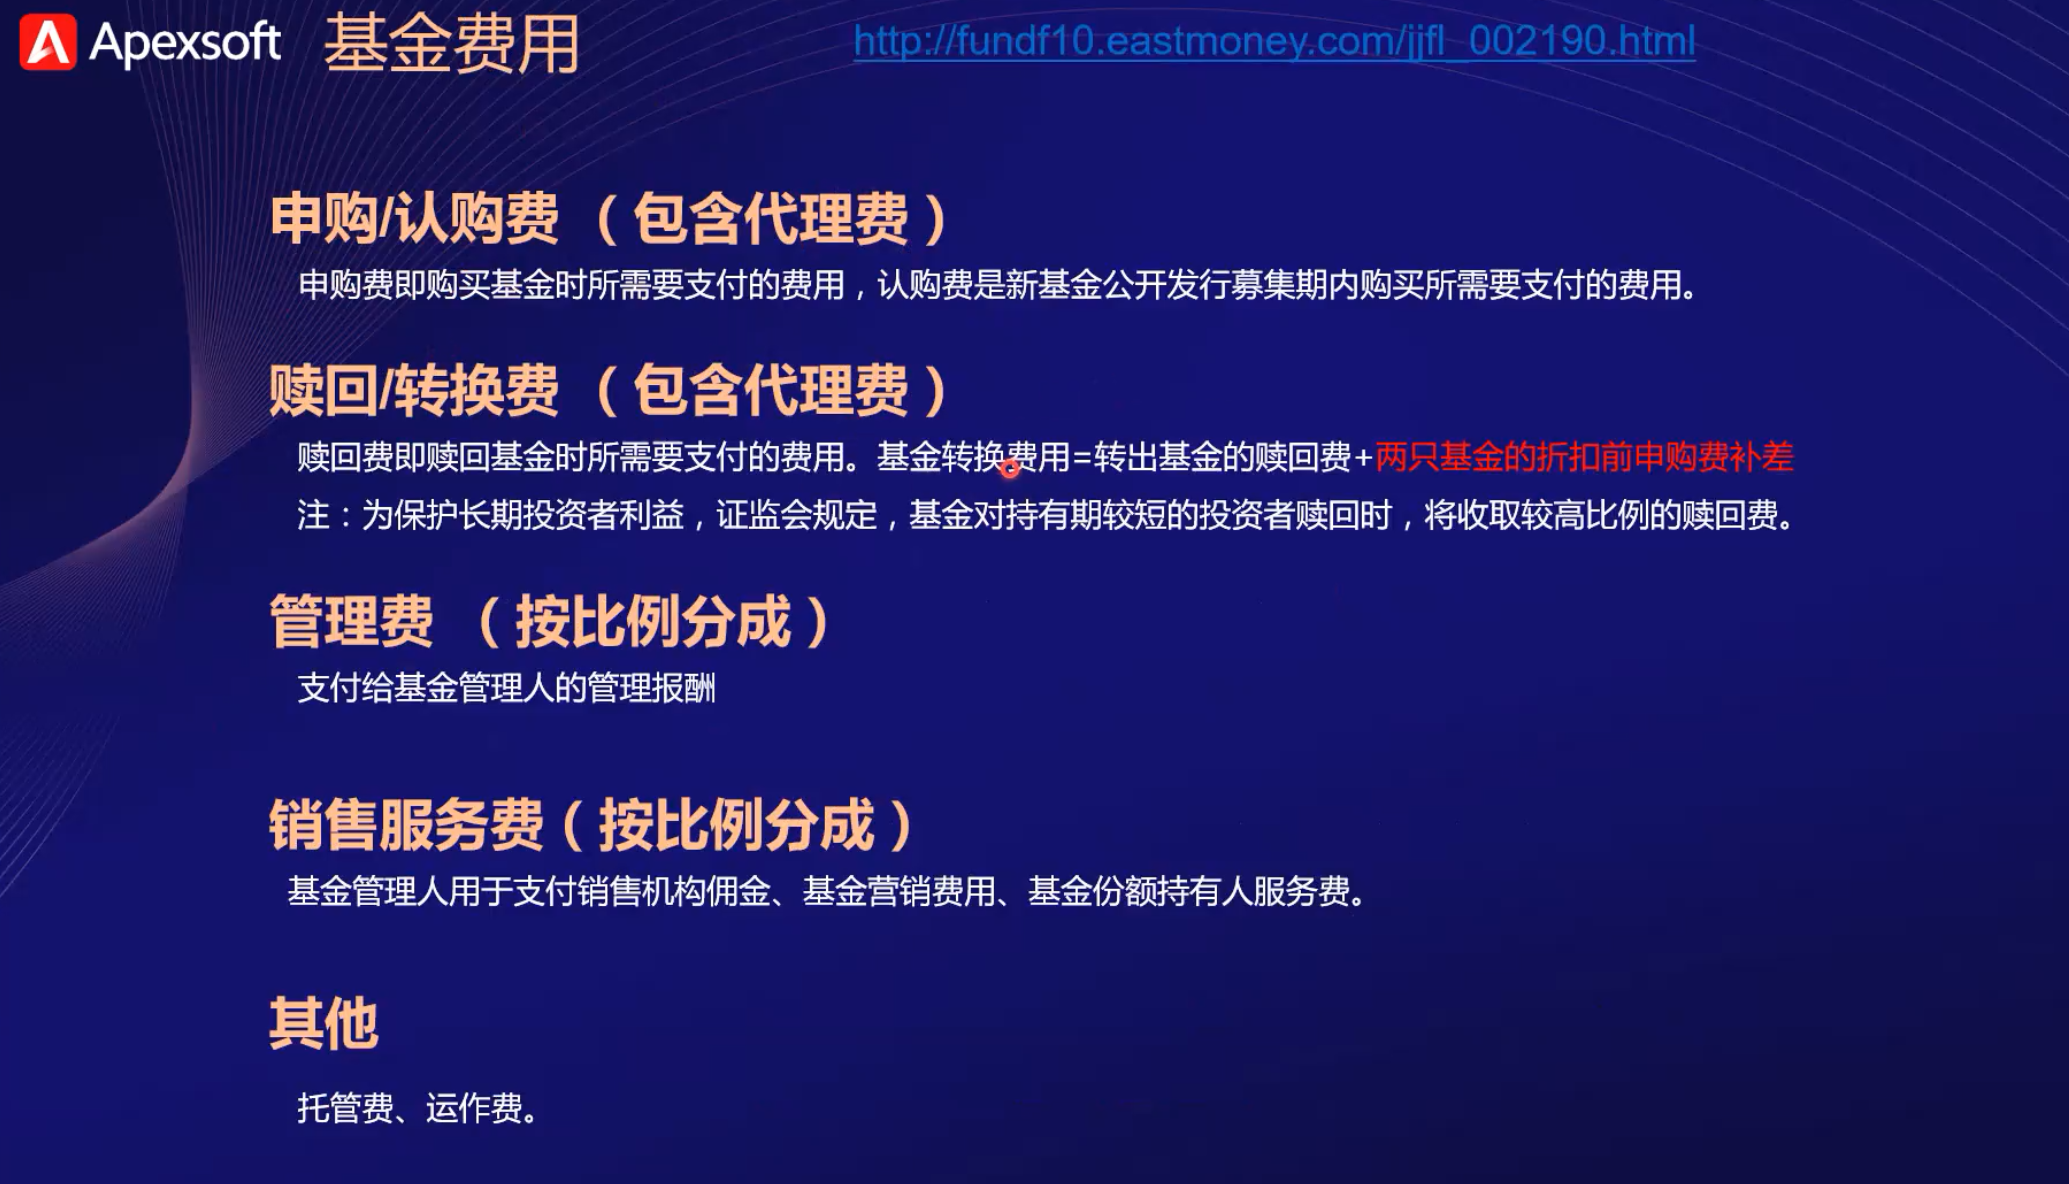 Apexsoft 基金费用
http://fundf10.eastmoney.com/jjfl_002190.html
申购/认购费（包含代理费）
申购费即购买基金时所需要支付的费用，认购费是新基金公开发行募集期内购买所需要支付的费用。
赎回/转换费（包含代理费）
赎回费即赎回基金时所需要支付的费用。基金转换费用=转出基金的赎回费+两只基金的折扣前申购费补差
注：为保护长期投资者利益，证监会规定，基金对持有期较短的投资者赎回时，将收取较高比例的赎回费。
管理费 （按比例分成）
支付给基金管理人的管理报酬
销售服务费（按比例分成）
基金管理人用于支付销售机构佣金、基金营销费用、基金份额持有人服务费。
其他
托管费、运作费。